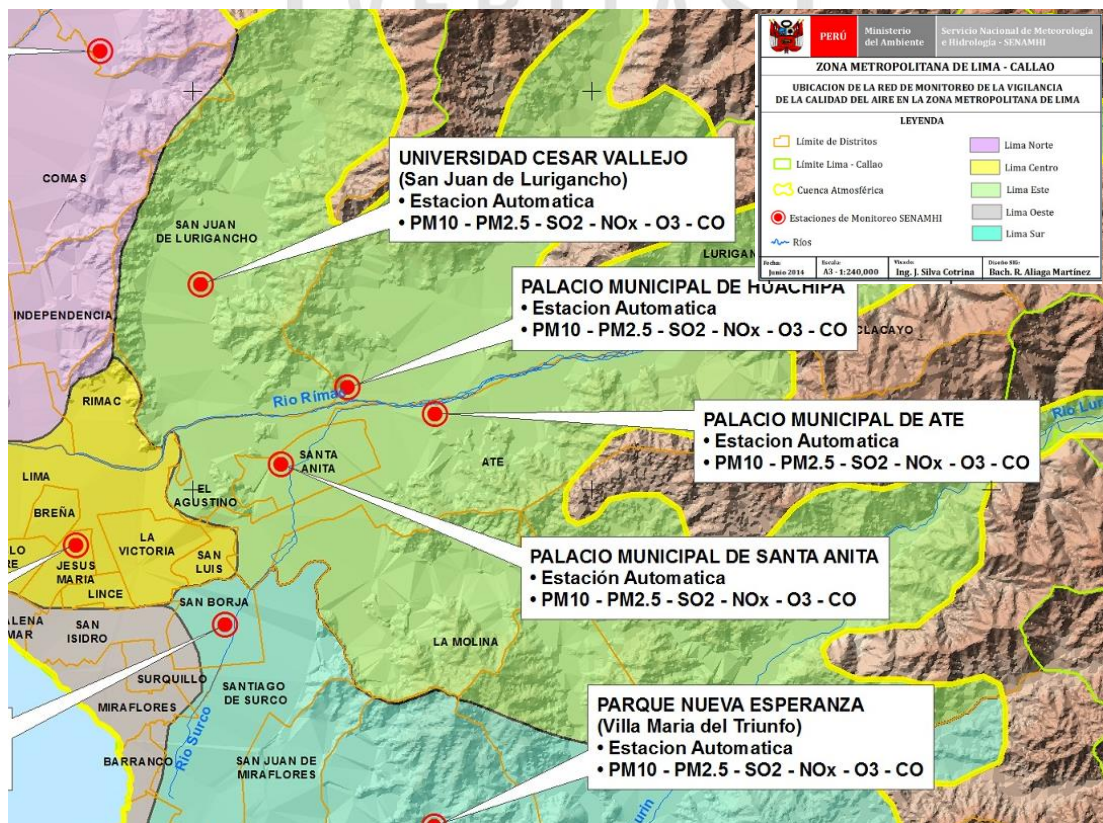 VERITAS
PERÚ
Ministerio
del Ambiente
Servicio Nacional de Meteorología
e Hidrología - SENAMHI
ZONA METROPOLITANA DE LIMA - CALLAO
UBICACION DE LA RED DE MONITOREO DE LA VIGILANCIA
DE LA CALIDAD DEL AIRE EN LA ZONA METROPOLITANA DE LIMA
LEYENDA
Límite de Distritos
Límite Lima - Callao
Cuenca Atmosférica
Estaciones de Monitoreo SENAMHI
Ríos
Lima Norte
Lima Centro
Lima Este
Lima Oeste
Lima Sur
Fecha:
Junio 2014
Escala:
A3 - 1:240,000
Visado:
Ing. J. Silva Cotrina
Diseño SIG:
Bach. R. Aliaga Martínez
UNIVERSIDAD CESAR VALLEJO
(San Juan de Lurigancho)
• Estacion Automatica
• PM10 - PM2.5 - SO2 - NOx - O3 - CO
COMAS
SAN JUAN
DE LURIGANCHO
LURIGAN
PALACIO MUNICIPAL DE HUACHIPA
• Estacion Automatica
• PM10 - PM2.5 - SO2 - NOx - O3 - CO
INDEPENDENCIA
CLACAYO
RIMAC
Rio Rimac
PALACIO MUNICIPAL DE ATE
• Estacion Automatica
• PM10 - PM2.5 - SO2 - NOx - O3 - CO
Rio Lur
SANTA
ANITA
ATE
LIMA
EL
AGUSTINO
BREÑA
LA
VICTORIA
LO
RE
JESUS
MARIA
SAN
LUIS
LINCE
PALACIO MUNICIPAL DE SANTA ANITA
• Estación Automatica
• PM10 - PM2.5 - SO2 - NOx - O3 - CO
SAN BORJA
ALENA
MAR
SAN
ISIDRO
LA MOLINA
SURQUILLO
SANTIAGO
DE SURCO
MIRAFLORES
Rio Surco
BARRANCO
SAN JUAN DE
MIRAFLORES
PARQUE NUEVA ESPERANZA
(Villa Maria del Triunfo)
• Estacion Automatica
• PM10 - PM2.5 - SO2 - NOx - O3 - CO
urin